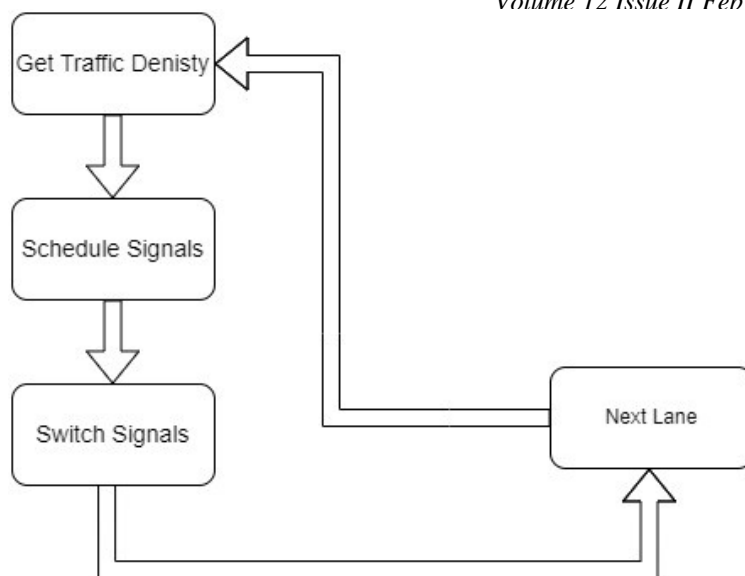 Volume 12 Issue II Feb
Get Traffic Denisty
Schedule Signals
Switch Signals
Next Lane